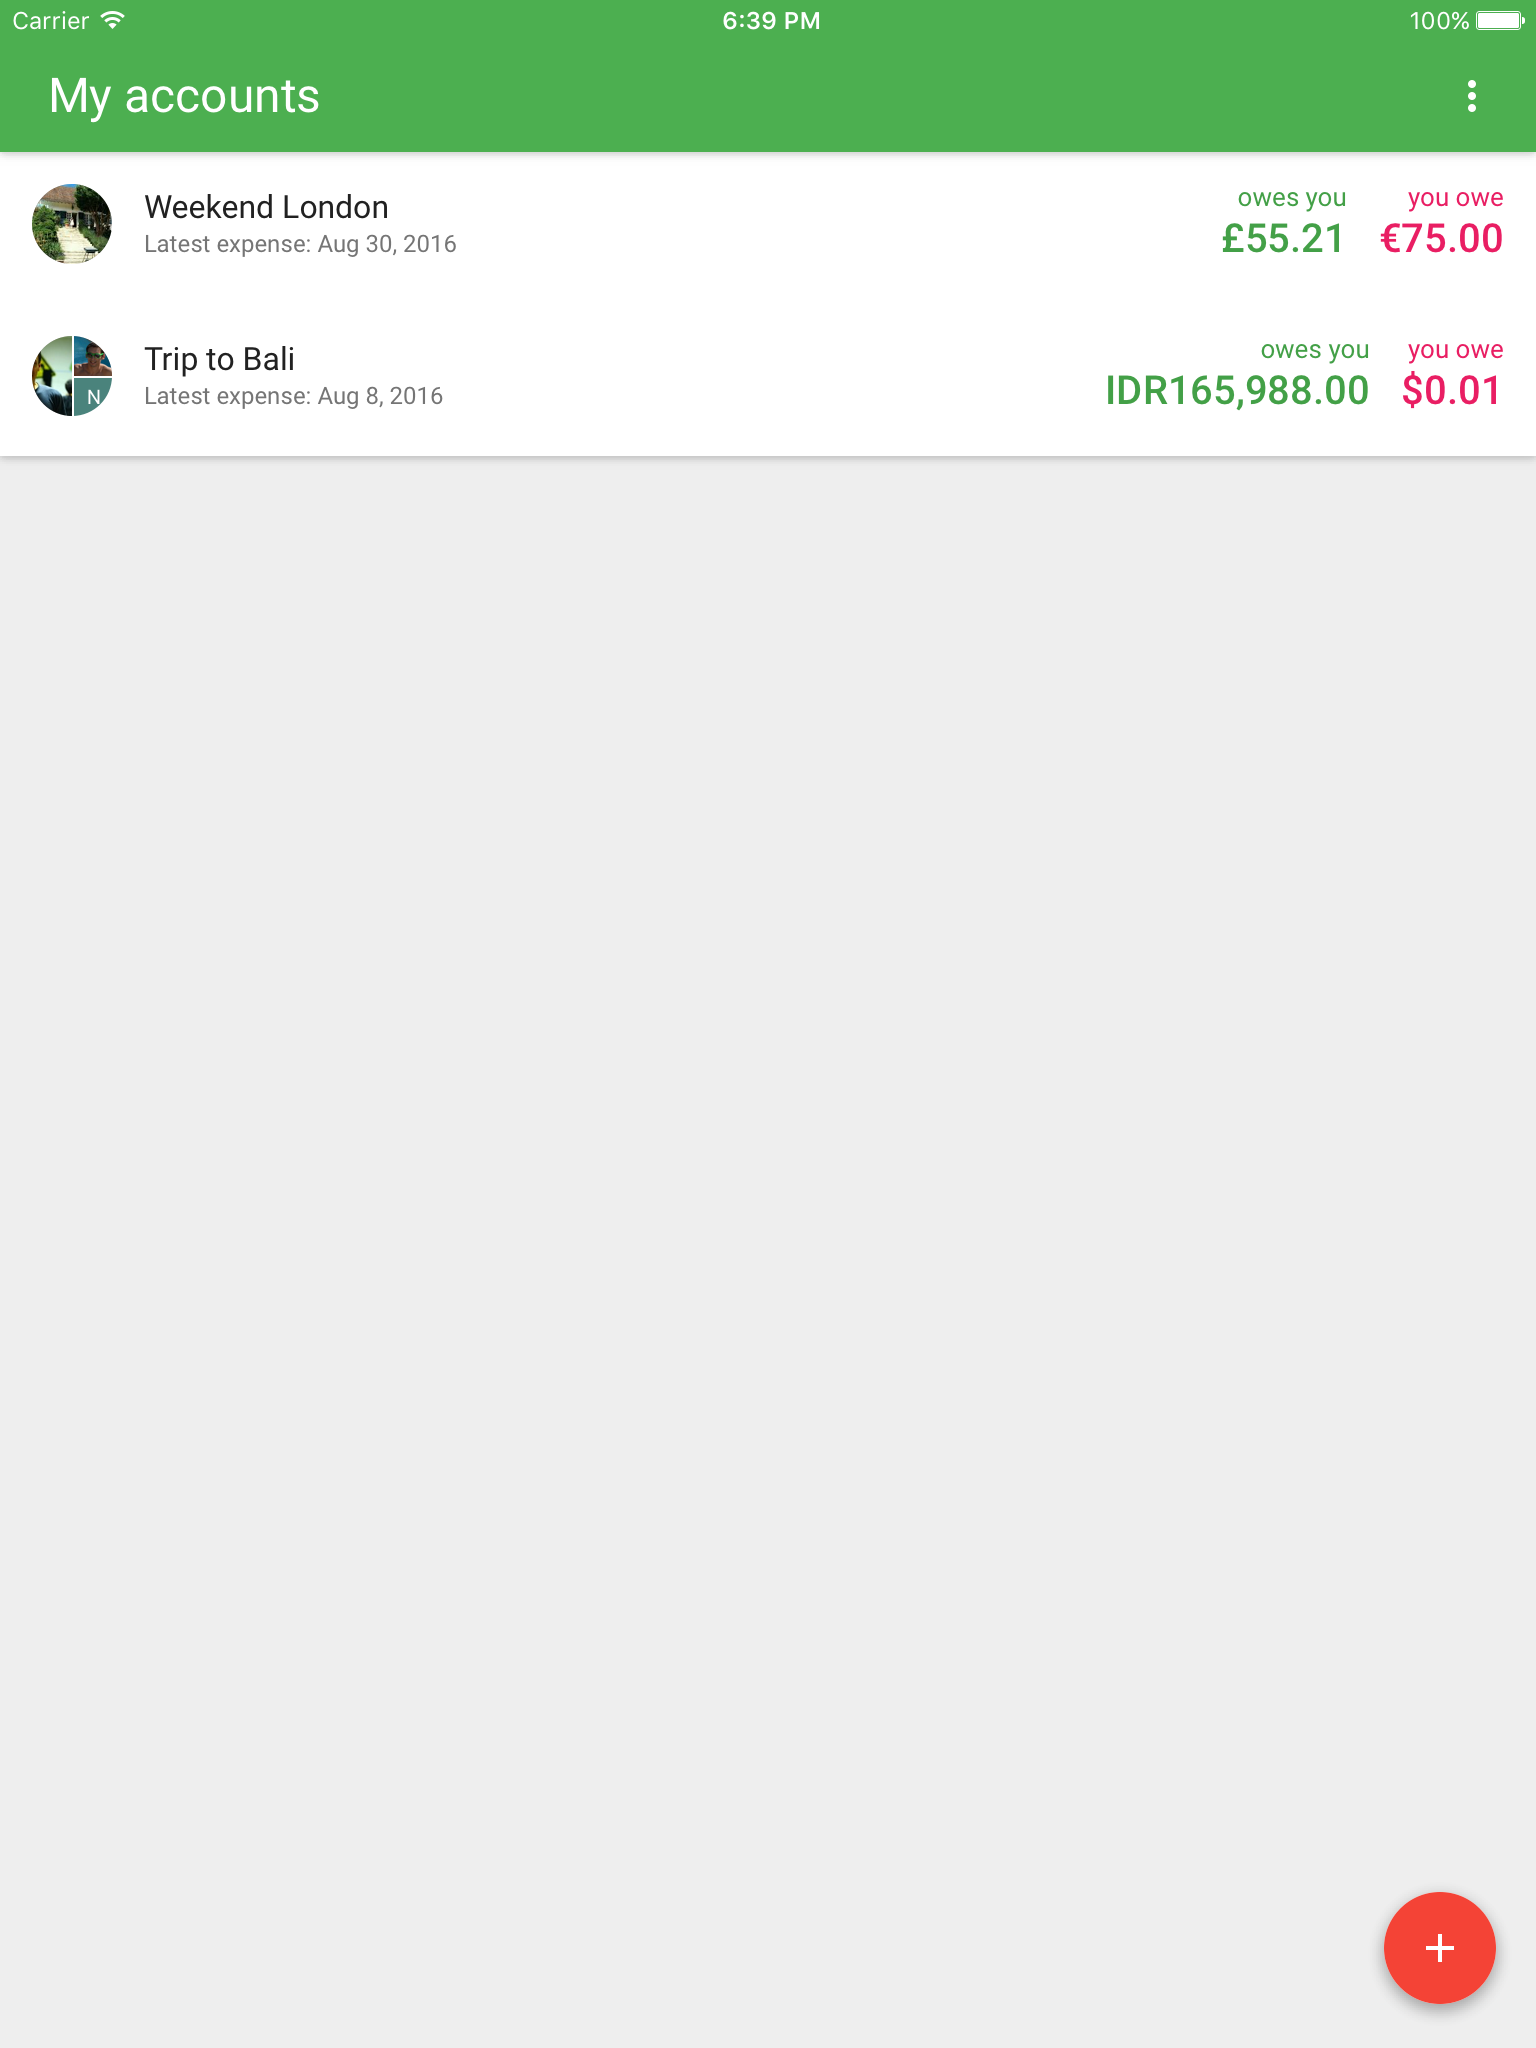 Carrier 6:39 PM 100%
My accounts
Weekend London
Latest expense: Aug 30, 2016
owes you you owe
£55.21 €75.00
Trip to Bali
Latest expense: Aug 8, 2016
N
owes you you owe
IDR165,988.00 $0.01